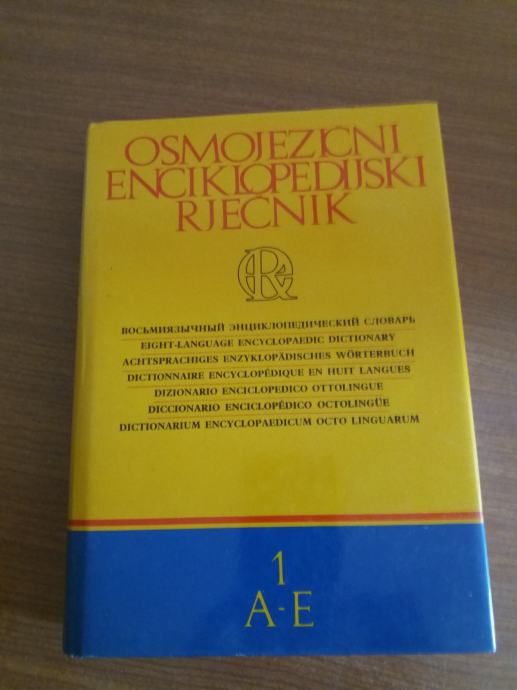 OSMOJEZIČNI
ENCIKLOPEDIJSKI
RJEČNIK
ВОСЬМИЯЗЫЧНЫЙ ЭНЦИКЛОПЕДИЧЕСКИЙ СЛОВАРЬ
EIGHT-LANGUAGE ENCYCLOPAEDIC DICTIONARY
ACHTSPRACHIGES ENZYKLOPÄDISCHES WÖRTERBUCH
DICTIONNAIRE ENCYCLOPÉDIQUE EN HUIT LANGUES
DIZIONARIO ENCICLOPEDICO OTTOLINGUE
DICCIONARIO ENCICLOPÉDICO OCTOLINGÜE
DICTIONARIUM ENCYCLOPAEDICUM OCTO LINGUARUM
1
A-E